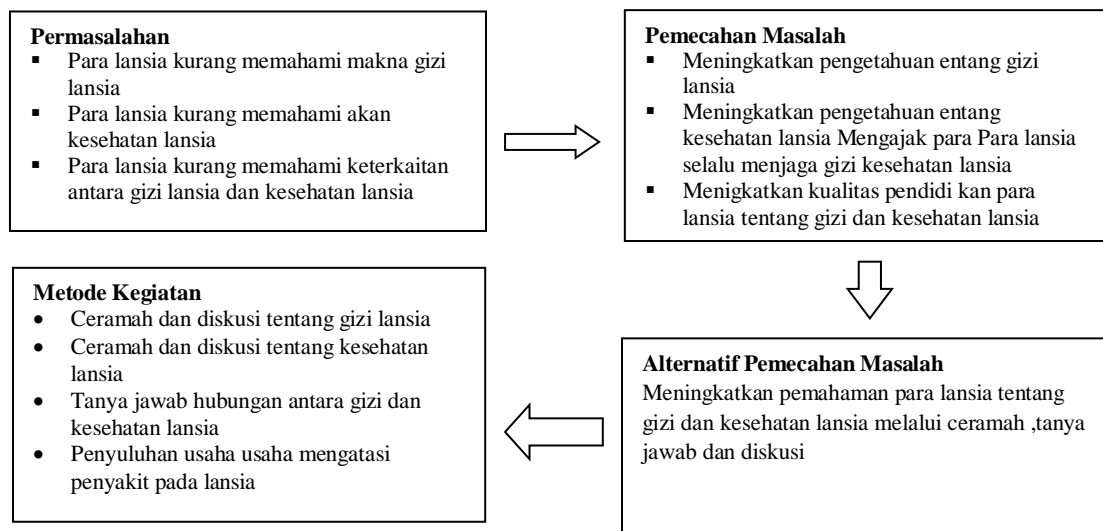 Permasalahan
▪ Para lansia kurang memahami makna gizi
lansia
▪ Para lansia kurang memahami akan
kesehatan lansia
▪ Para lansia kurang memahami keterkaitan
antara gizi lansia dan kesehatan lansia
Pemecahan Masalah
▪ Meningkatkan pengetahuan entang gizi
lansia
▪ Meningkatkan pengetahuan entang
kesehatan lansia Mengajak para Para lansia
selalu menjaga gizi kesehatan lansia
▪ Menigkatkan kualitas pendidi kan para
lansia tentang gizi dan kesehatan lansia
Alternatif Pemecahan Masalah
Meningkatkan pemahaman para lansia tentang
gizi dan kesehatan lansia melalui ceramah ,tanya
jawab dan diskusi
Metode Kegiatan
• Ceramah dan diskusi tentang gizi lansia
• Ceramah dan diskusi tentang kesehatan
lansia
• Tanya jawab hubungan antara gizi dan
kesehatan lansia
• Penyuluhan usaha usaha mengatasi
penyakit pada lansia